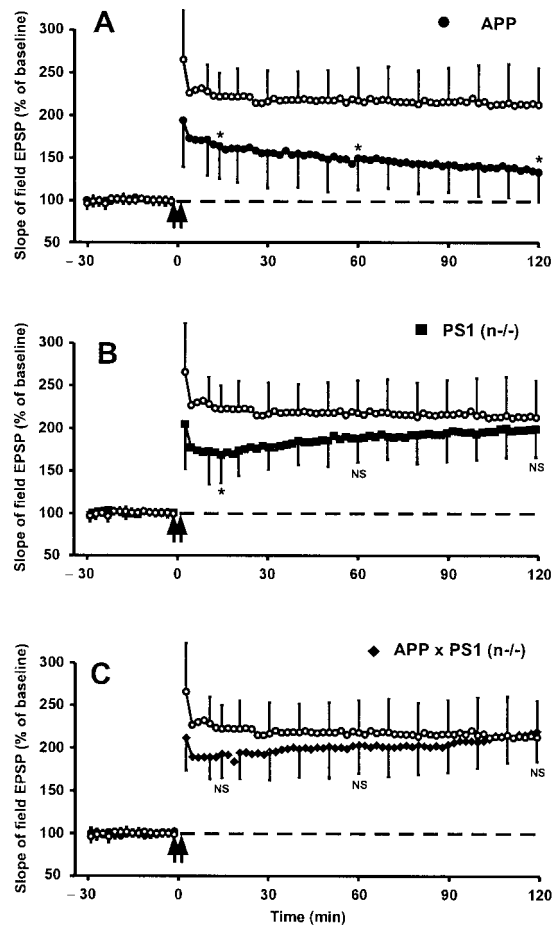 A
APP
Slope of field EPSP (% of baseline)
300
250
200
150
100
50
*
*
*
– 30
0
30
60
90
120
B
PS1 (n-/-)
Slope of field EPSP (% of baseline)
300
250
200
150
100
50
*
NS
NS
– 30
0
30
60
90
120
C
APP x PS1 (n-/-)
Slope of field EPSP (% of baseline)
300
250
200
150
100
50
NS
NS
NS
– 30
0
30
60
90
120
Time (min)